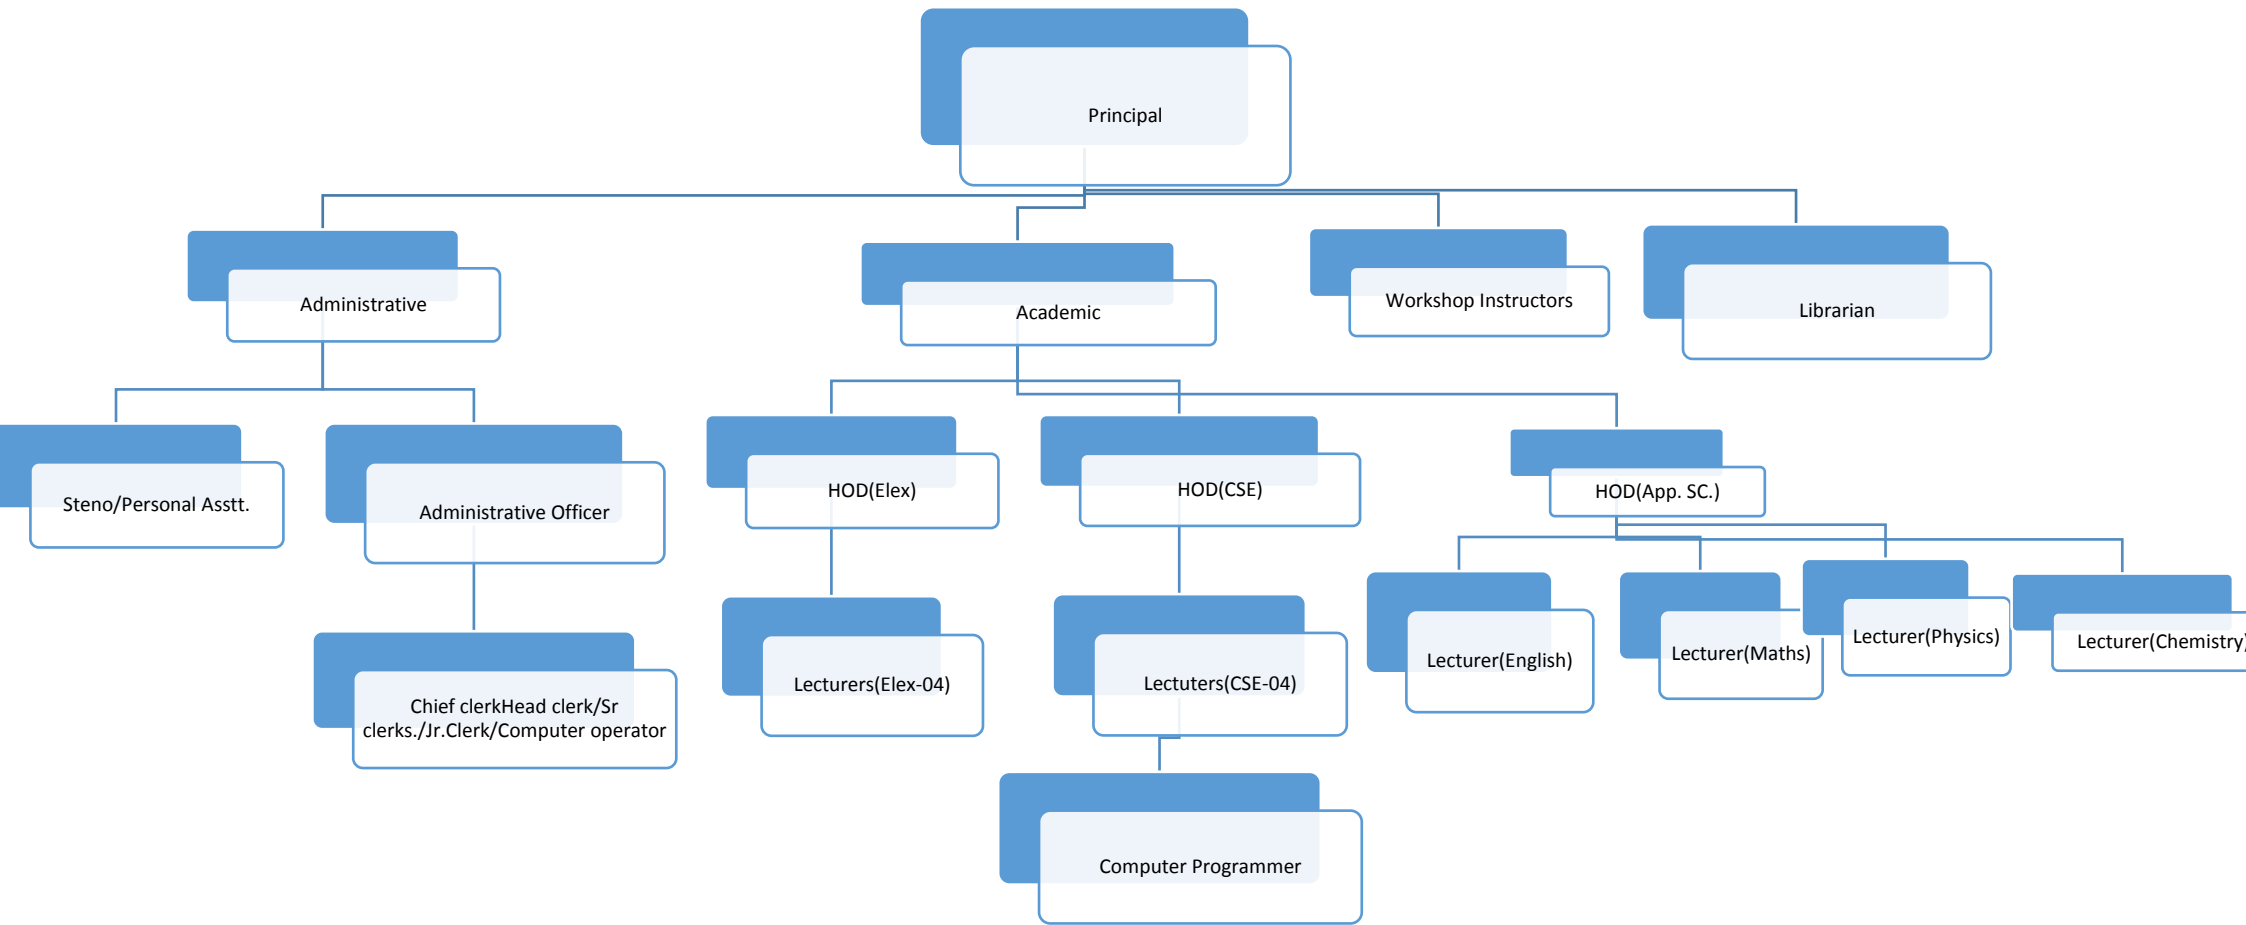 Principal
Administrative
Academic
Workshop Instructors
Librarian
Steno/Personal Asstt.
Administrative Officer
HOD(Elex)
HOD(CSE)
HOD(App. SC.)
Chief clerkHead clerk/Sr
clerks./Jr.Clerk/Computer operator
Lecturers(Elex-04)
Lectuters(CSE-04)
Lecturer(English)
Lecturer(Maths)
Lecturer(Physics)
Lecturer(Chemistry)
Computer Programmer